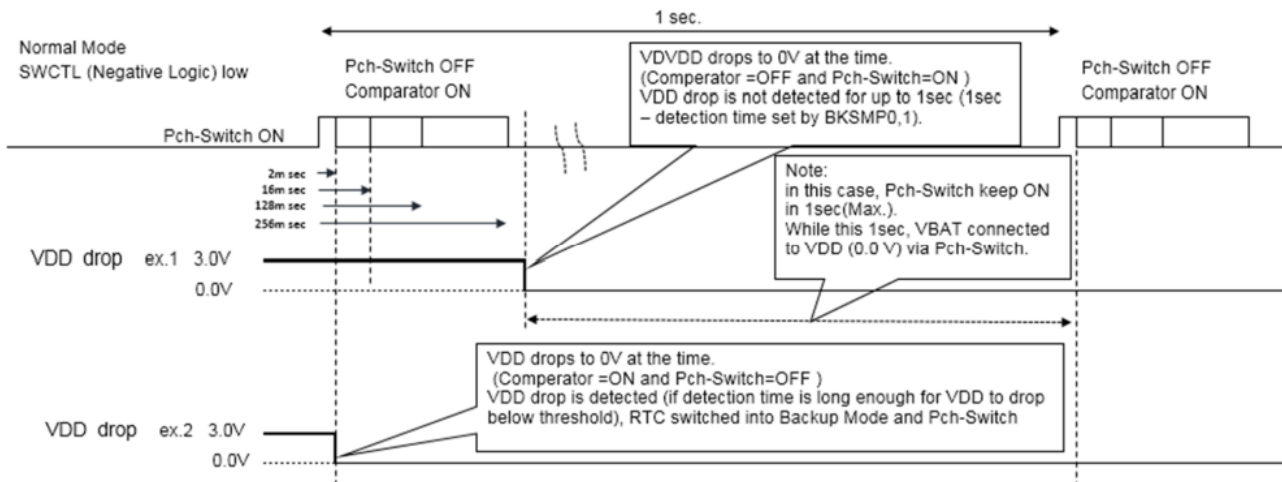 1 sec.
Normal Mode
SWCTL (Negative Logic) low
Pch-Switch OFF
Comparator ON
VDVDD drops to 0V at the time.
(Comperator =OFF and Pch-Switch=ON )
VDD drop is not detected for up to 1sec (1sec
– detection time set by BKSMP0,1).
Pch-Switch OFF
Comparator ON
Pch-Switch ON
2m sec
16m sec
128m sec
256m sec
Note:
in this case, Pch-Switch keep ON
in 1sec(Max.).
While this 1sec, VBAT connected
to VDD (0.0 V) via Pch-Switch.
VDD drop ex.1 3.0V
0.0V
VDD drops to 0V at the time.
(Comperator =ON and Pch-Switch=OFF )
VDD drop is detected (if detection time is long enough for VDD to drop
below threshold), RTC switched into Backup Mode and Pch-Switch
VDD drop ex.2 3.0V
0.0V